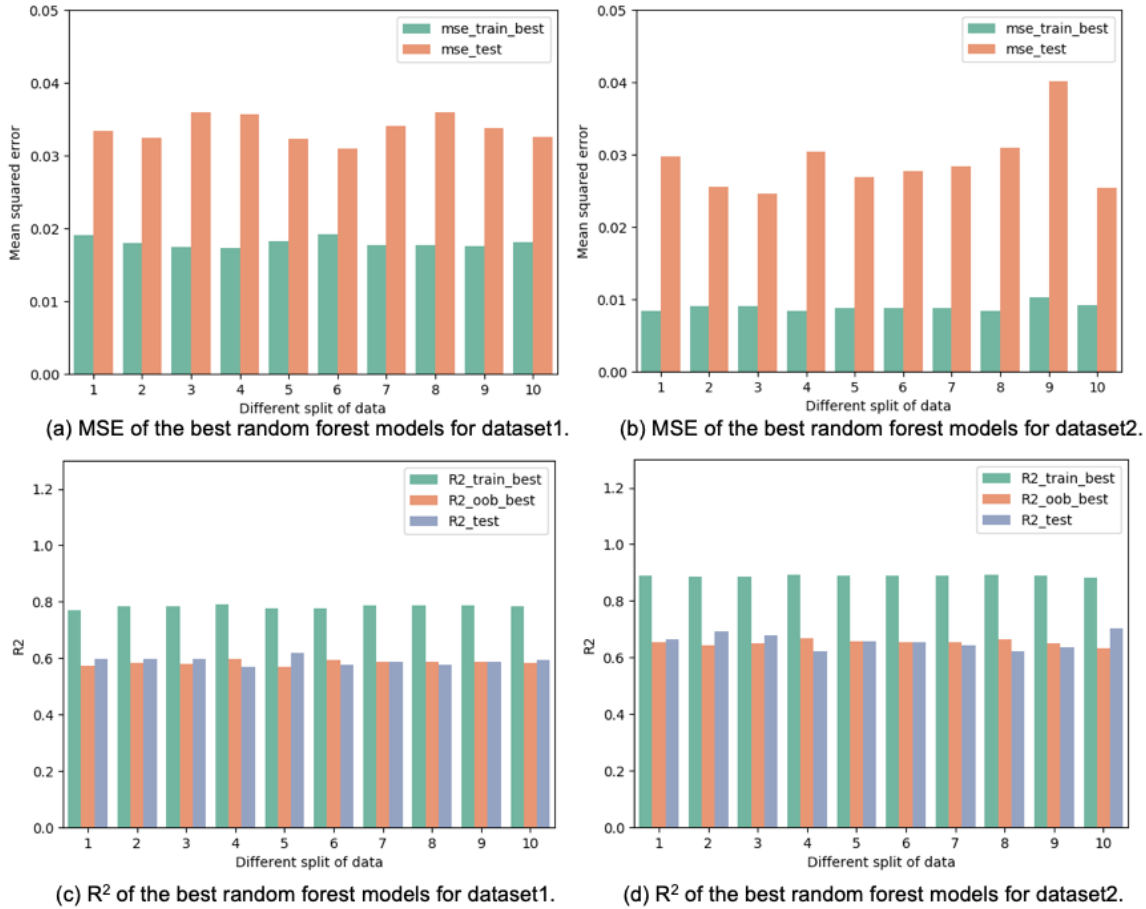 0.05
0.04
0.03
0.02
0.01
0.00
Mean squared error
mse_train_best
mse_test
1 2 3 4 5 6 7 8 9 10
Different split of data
(a) MSE of the best random forest models for dataset1.
0.05
0.04
0.03
0.02
0.01
0.00
Mean squared error
mse_train_best
mse_test
1 2 3 4 5 6 7 8 9 10
Different split of data
(b) MSE of the best random forest models for dataset2.
1.2
1.0
0.8
0.6
0.4
0.2
0.0
R2
R2_train_best
R2_oob_best
R2_test
1 2 3 4 5 6 7 8 9 10
Different split of data
(c) R² of the best random forest models for dataset1.
1.2
1.0
0.8
0.6
0.4
0.2
0.0
R2
R2_train_best
R2_oob_best
R2_test
1 2 3 4 5 6 7 8 9 10
Different split of data
(d) R² of the best random forest models for dataset2.